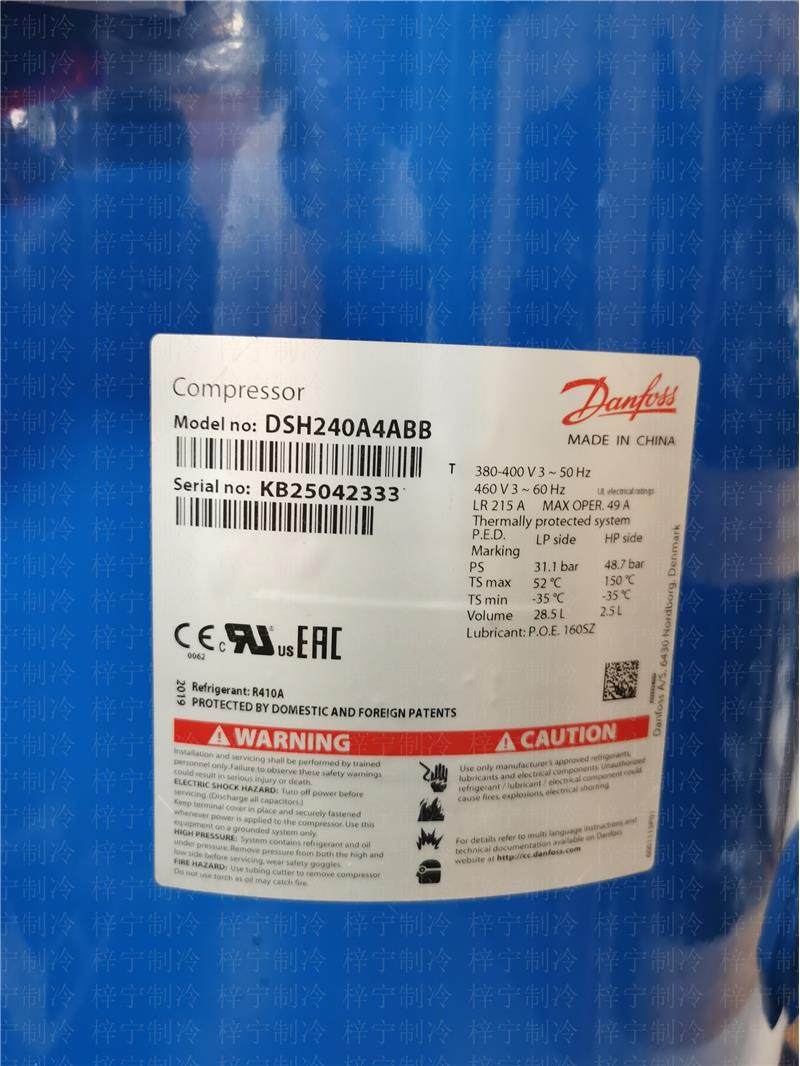 Compressor
Model no: DSH240A4ABB
Serial no: KB25042333
Danfoss
MADE IN CHINA
T
380-400 V 3 ~ 50 Hz
460 V 3 ~ 60 Hz UL electrical ratings
LR 215 A MAX OPER. 49 A
Thermally protected system
P.E.D. Marking LP side HP side
PS 31.1 bar 48.7 bar
TS max 52 °C 150 °C
TS min -35 °C -35 °C
Volume 28.5 L 2.5 L
Lubricant: P.O.E. 160SZ
CE 0062 c RU ® US EAC
2019
Refrigerant: R410A
PROTECTED BY DOMESTIC AND FOREIGN PATENTS
Danfoss A/S, 6430 Nordborg, Denmark
WARNING
Installation and servicing shall be performed by trained
personnel only. Failure to observe these safety warnings
could result in serious injury or death.
ELECTRIC SHOCK HAZARD: Turn off power before
servicing. (Discharge all capacitors.)
Keep terminal cover in place and securely fastened
whenever power is applied to the compressor. Use this
equipment on a grounded system only.
HIGH PRESSURE: System contains refrigerant and oil
under pressure. Remove pressure from both the high and
low side before servicing, wear safety goggles.
FIRE HAZARD: Use tubing cutter to remove compressor
Do not use torch as oil may catch fire.
CAUTION
Use only manufacturer's approved refrigerants,
lubricants and electrical components. Unauthorized
refrigerant / lubricant / electrical component could
cause fires, explosions, electrical shorting.
For details refer to multi language instructions and
technical documentation available on Danfoss
website at http://cc.danfoss.com
梓宁制冷